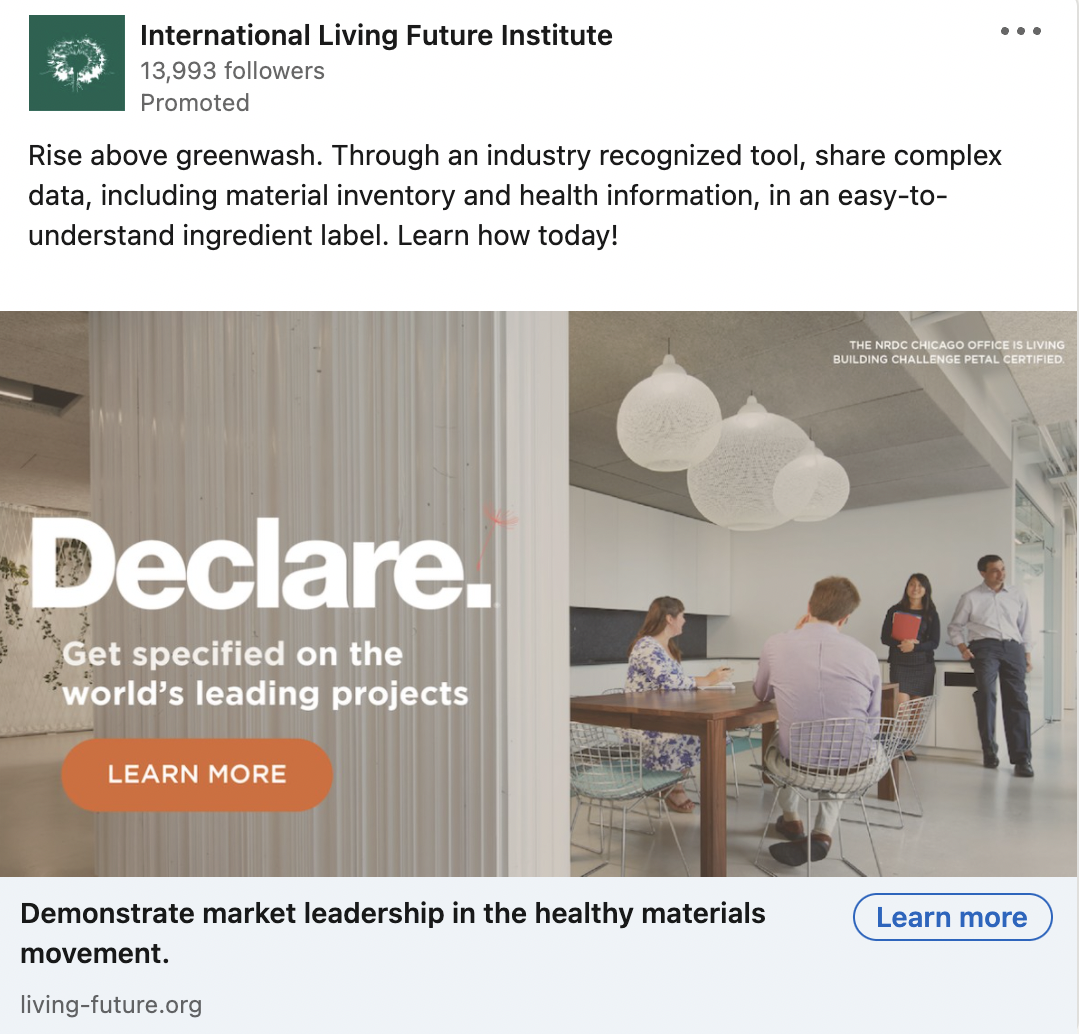 International Living Future Institute
13,993 followers
Promoted
Rise above greenwash. Through an industry recognized tool, share complex
data, including material inventory and health information, in an easy-to-
understand ingredient label. Learn how today!
THE NRDC CHICAGO OFFICE IS LIVING
BUILDING CHALLENGE PETAL CERTIFIED.
Declare.
Get specified on the
world's leading projects
LEARN MORE
Demonstrate market leadership in the healthy materials
movement.
Learn more
living-future.org